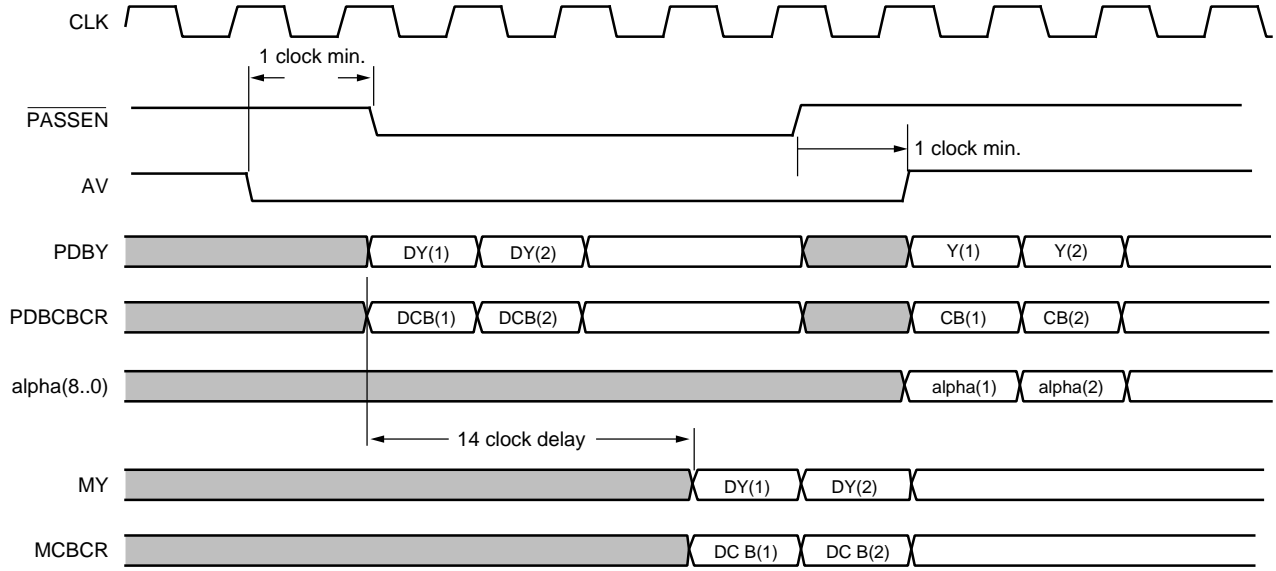 CLK
1 clock min.
PASSEN
1 clock min.
AV
PDBY
DY(1)
DY(2)
Y(1)
Y(2)
PDBCBCR
DCB(1)
DCB(2)
CB(1)
CB(2)
alpha(8..0)
alpha(1)
alpha(2)
14 clock delay
MY
DY(1)
DY(2)
MCBCR
DC B(1)
DC B(2)